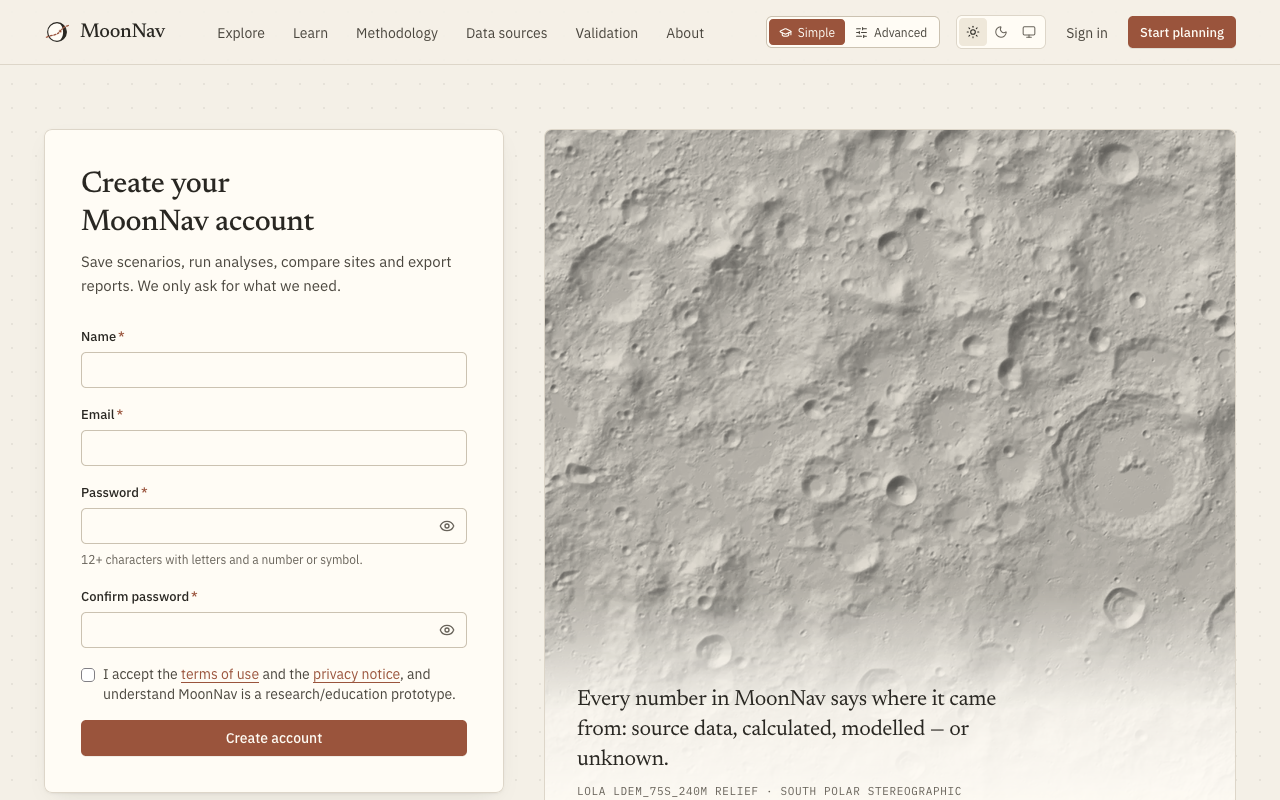 MoonNav
Explore
Learn
Methodology
Data sources
Validation
About
Simple
Advanced
Sign in
Start planning
Create your
MoonNav account
Save scenarios, run analyses, compare sites and export
reports. We only ask for what we need.
Name *
Email *
Password *
12+ characters with letters and a number or symbol.
Confirm password *
I accept the terms of use and the privacy notice, and
understand MoonNav is a research/education prototype.
Create account
Every number in MoonNav says where it came
from: source data, calculated, modelled — or
unknown.
LOLA LDEM_75S_240M RELIEF · SOUTH POLAR STEREOGRAPHIC